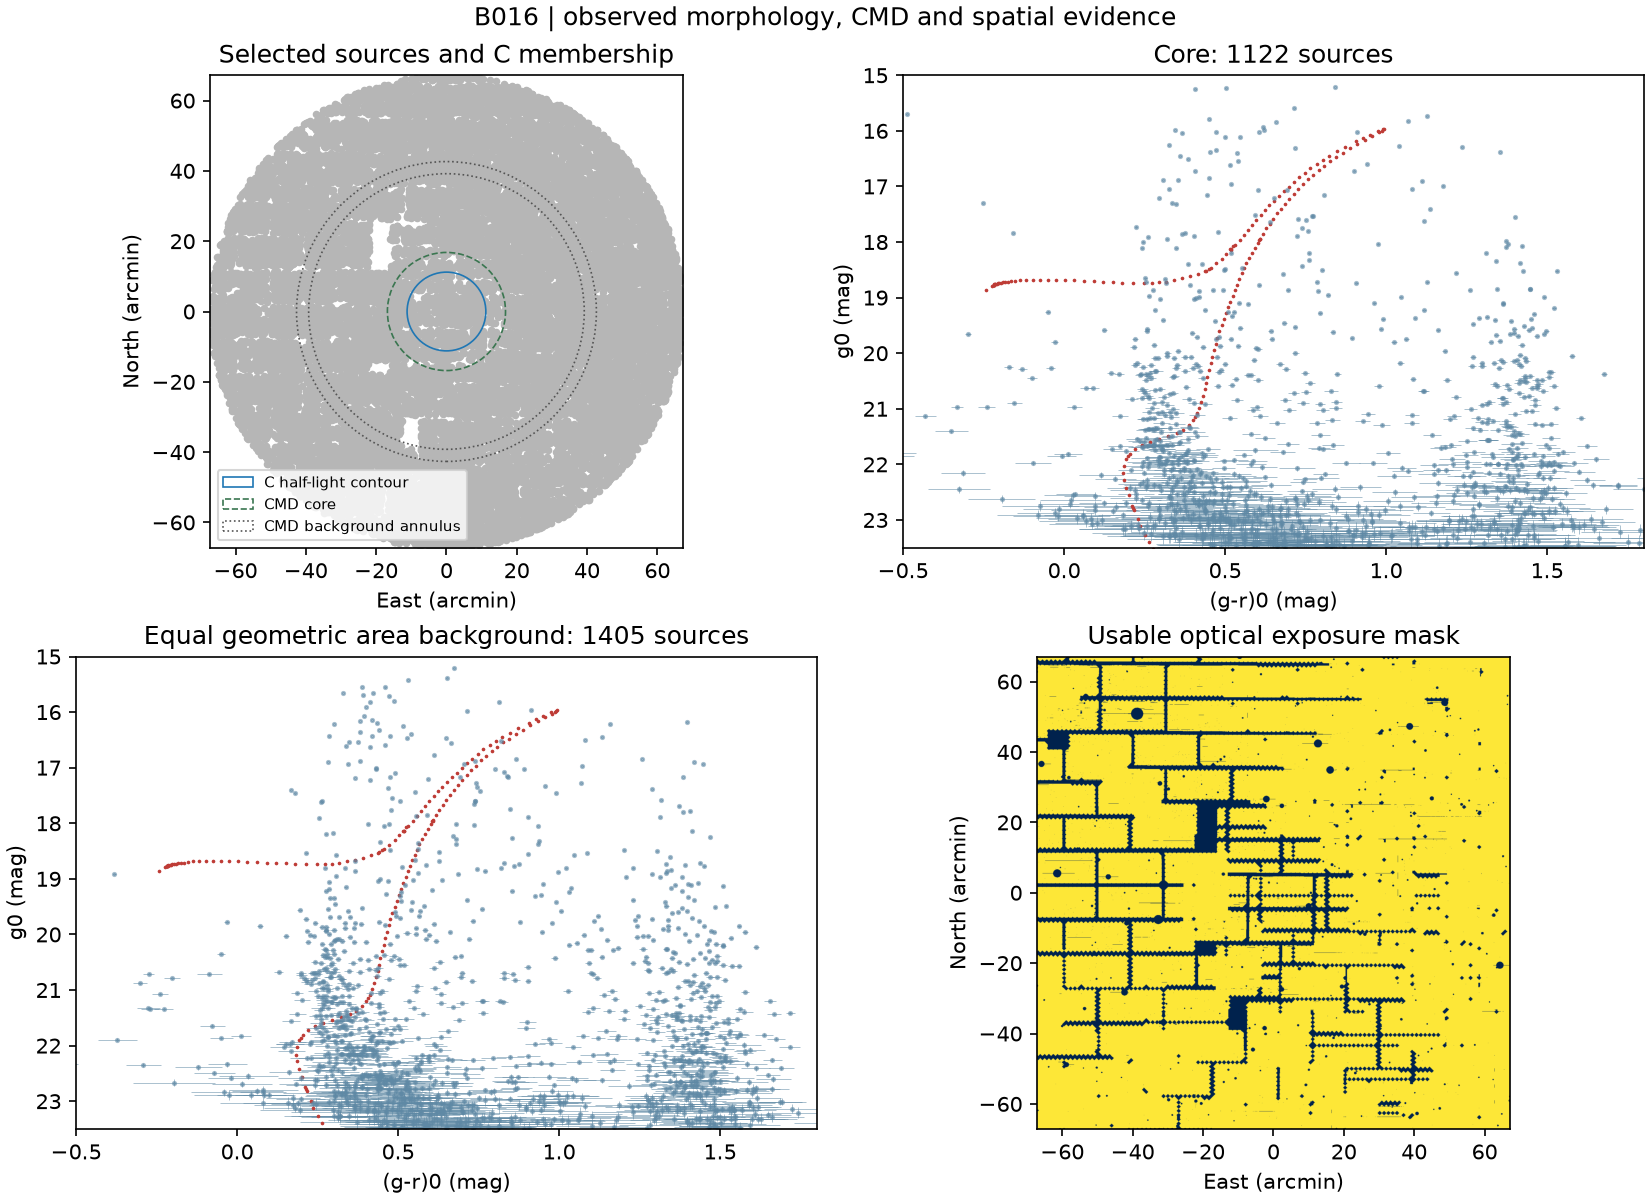 B016 | observed morphology, CMD and spatial evidence
Selected sources and C membership
60
40
20
0
−20
−40
−60
North (arcmin)
C half-light contour
CMD core
CMD background annulus
−60 −40 −20 0 20 40 60
East (arcmin)
Core: 1122 sources
15
16
17
18
19
20
21
22
23
g0 (mag)
−0.5 0.0 0.5 1.0 1.5
(g-r)0 (mag)
Equal geometric area background: 1405 sources
15
16
17
18
19
20
21
22
23
g0 (mag)
−0.5 0.0 0.5 1.0 1.5
(g-r)0 (mag)
Usable optical exposure mask
60
40
20
0
−20
−40
−60
North (arcmin)
−60 −40 −20 0 20 40 60
East (arcmin)